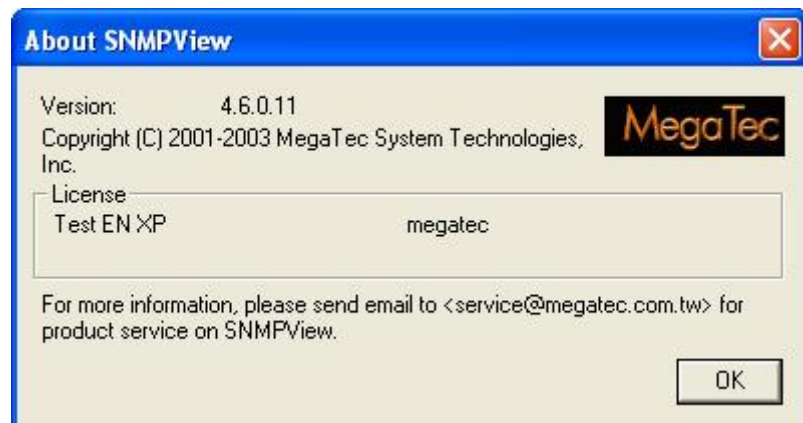 About SNMPView
Version: 4.6.0.11
MegaTec
Copyright (C) 2001-2003 MegaTec System Technologies,
Inc.
License
Test EN XP megatec
For more information, please send email to <service@megatec.com.tw> for
product service on SNMPView.
OK